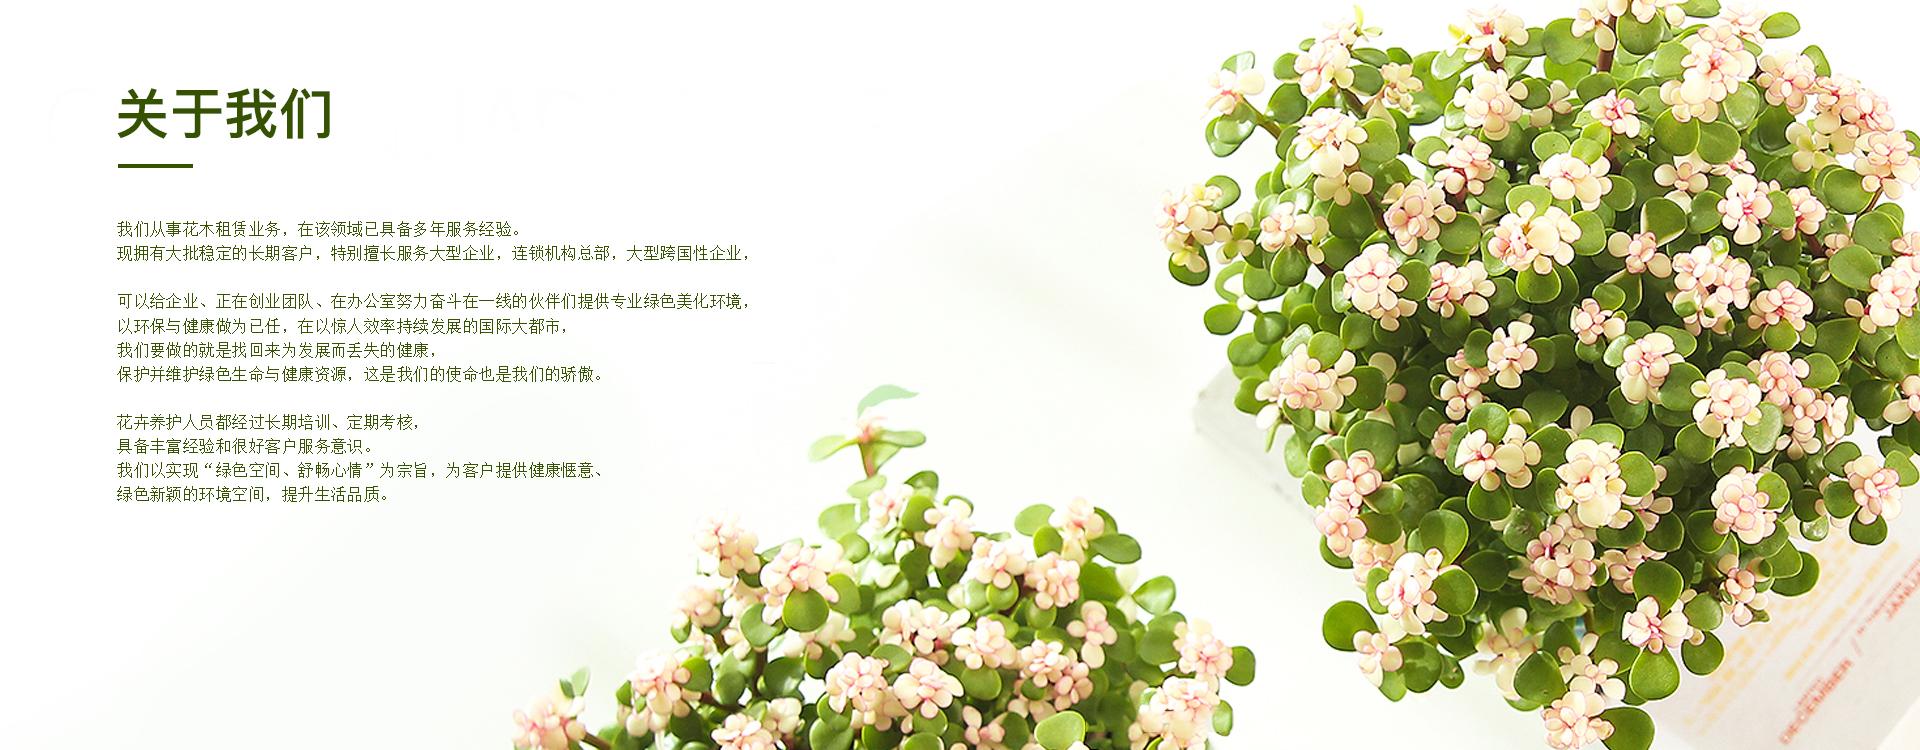 关于我们
我们从事花木租赁业务，在该领域已具备多年服务经验。
现拥有大批稳定的长期客户，特别擅长服务大型企业，连锁机构总部，大型跨国性企业，
可以给企业、正在创业团队、在办公室努力奋斗在一线的伙伴们提供专业绿色美化环境，
以环保与健康做为已任，在以惊人效率持续发展的国际大都市，
我们要做的就是找回来为发展而丢失的健康，
保护并维护绿色生命与健康资源，这是我们的使命也是我们的骄傲。
花卉养护人员都经过长期培训、定期考核，
具备丰富经验和很好客户服务意识。
我们以实现“绿色空间、舒畅心情”为宗旨，为客户提供健康惬意、
绿色新颖的环境空间，提升生活品质。
DECEMBER /